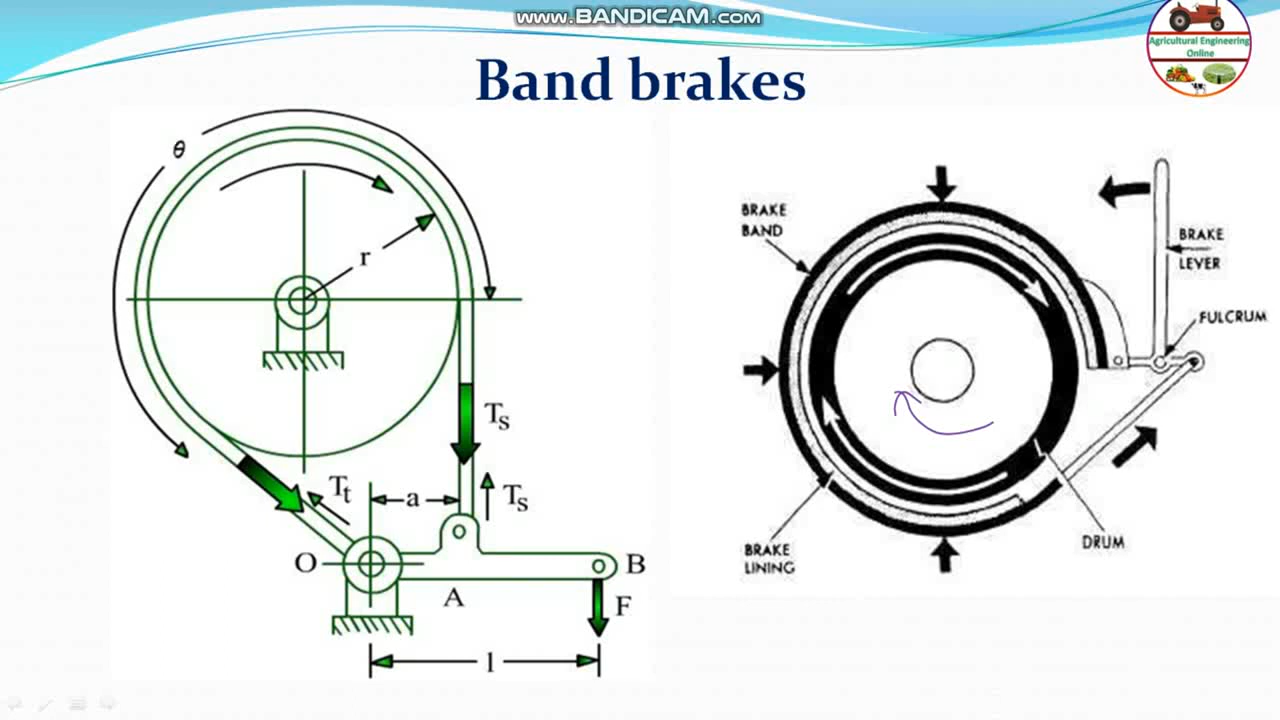 www.BANDICAM.com
Agricultural Engineering
Online
Band brakes
θ
r
Ts
Tt
Ts
a
O
B
A
F
l
BRAKE
BAND
BRAKE
LEVER
FULCRUM
BRAKE
LINING
DRUM